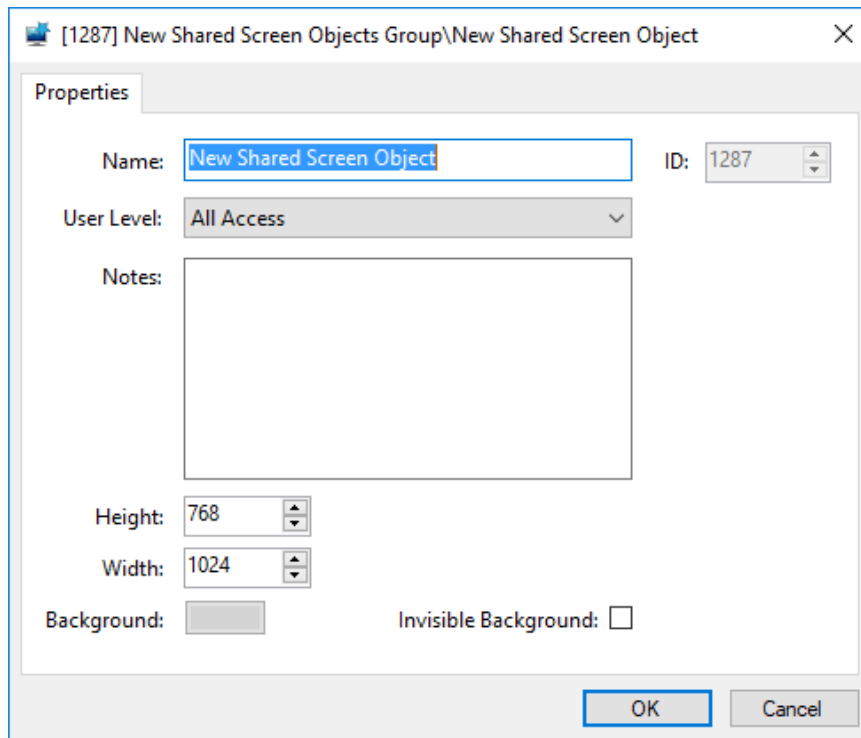 [1287] New Shared Screen Objects Group\New Shared Screen Object
Properties
Name: New Shared Screen Object ID: 1287
User Level: All Access
Notes:
Height: 768
Width: 1024
Background: Invisible Background:
OK Cancel